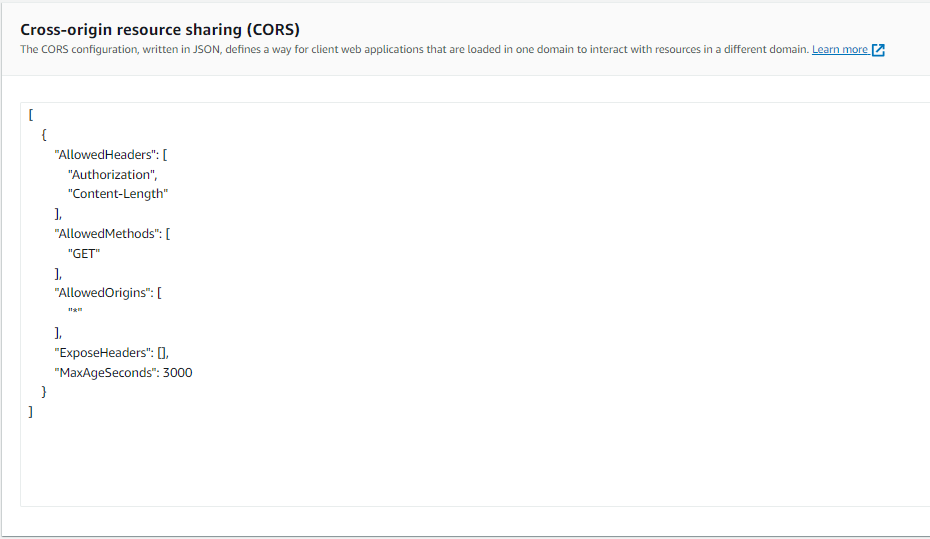 Cross-origin resource sharing (CORS)
The CORS configuration, written in JSON, defines a way for client web applications that are loaded in one domain to interact with resources in a different domain. Learn more
[
  {
    "AllowedHeaders": [
      "Authorization",
      "Content-Length"
    ],
    "AllowedMethods": [
      "GET"
    ],
    "AllowedOrigins": [
      "*"
    ],
    "ExposeHeaders": [],
    "MaxAgeSeconds": 3000
  }
]